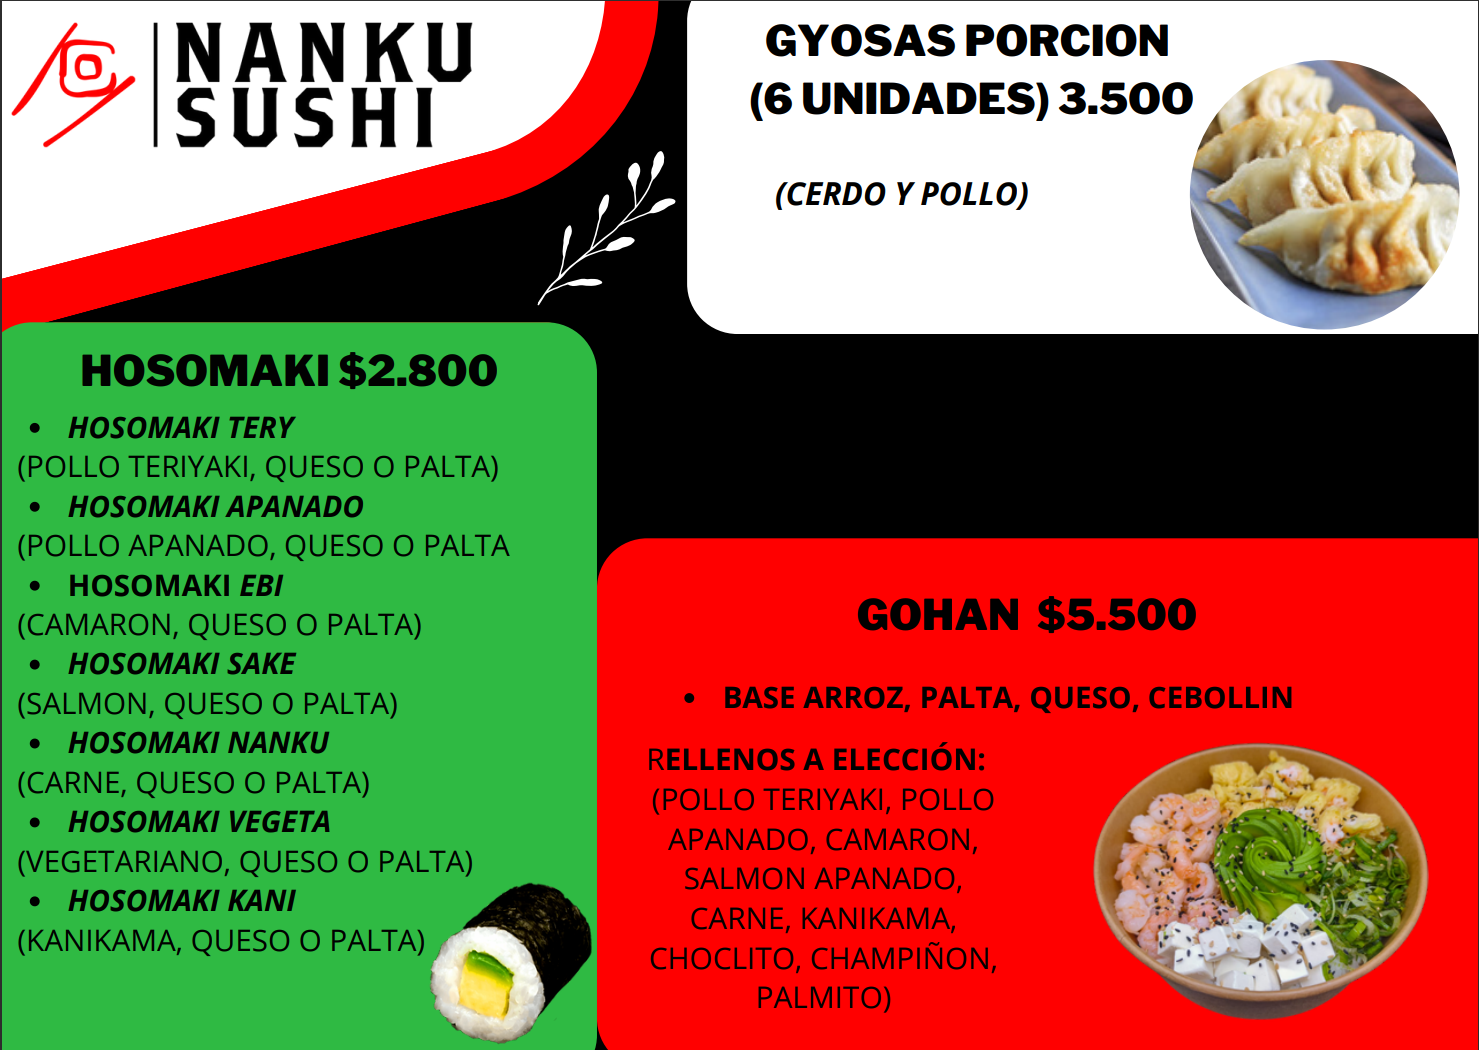 NANKU
SUSHI
GYOSAS PORCION
(6 UNIDADES) 3.500
(CERDO Y POLLO)
HOSOMAKI $2.800
• HOSOMAKI TERY
(POLLO TERIYAKI, QUESO O PALTA)
• HOSOMAKI APANADO
(POLLO APANADO, QUESO O PALTA
• HOSOMAKI EBI
(CAMARON, QUESO O PALTA)
• HOSOMAKI SAKE
(SALMON, QUESO O PALTA)
• HOSOMAKI NANKU
(CARNE, QUESO O PALTA)
• HOSOMAKI VEGETA
(VEGETARIANO, QUESO O PALTA)
• HOSOMAKI KANI
(KANIKAMA, QUESO O PALTA)
GOHAN $5.500
• BASE ARROZ, PALTA, QUESO, CEBOLLIN
RELLENOS A ELECCIÓN:
(POLLO TERIYAKI, POLLO
APANADO, CAMARON,
SALMON APANADO,
CARNE, KANIKAMA,
CHOCLITO, CHAMPIÑON,
PALMITO)